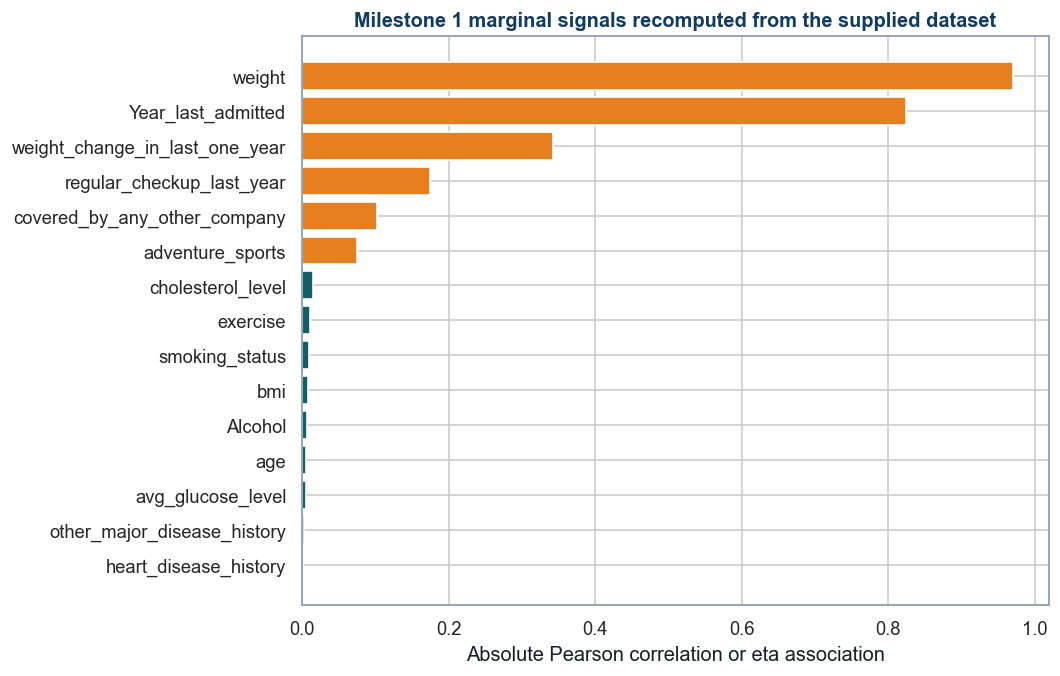 Milestone 1 marginal signals recomputed from the supplied dataset
weight
Year_last_admitted
weight_change_in_last_one_year
regular_checkup_last_year
covered_by_any_other_company
adventure_sports
cholesterol_level
exercise
smoking_status
bmi
Alcohol
age
avg_glucose_level
other_major_disease_history
heart_disease_history
0.0 0.2 0.4 0.6 0.8 1.0
Absolute Pearson correlation or eta association